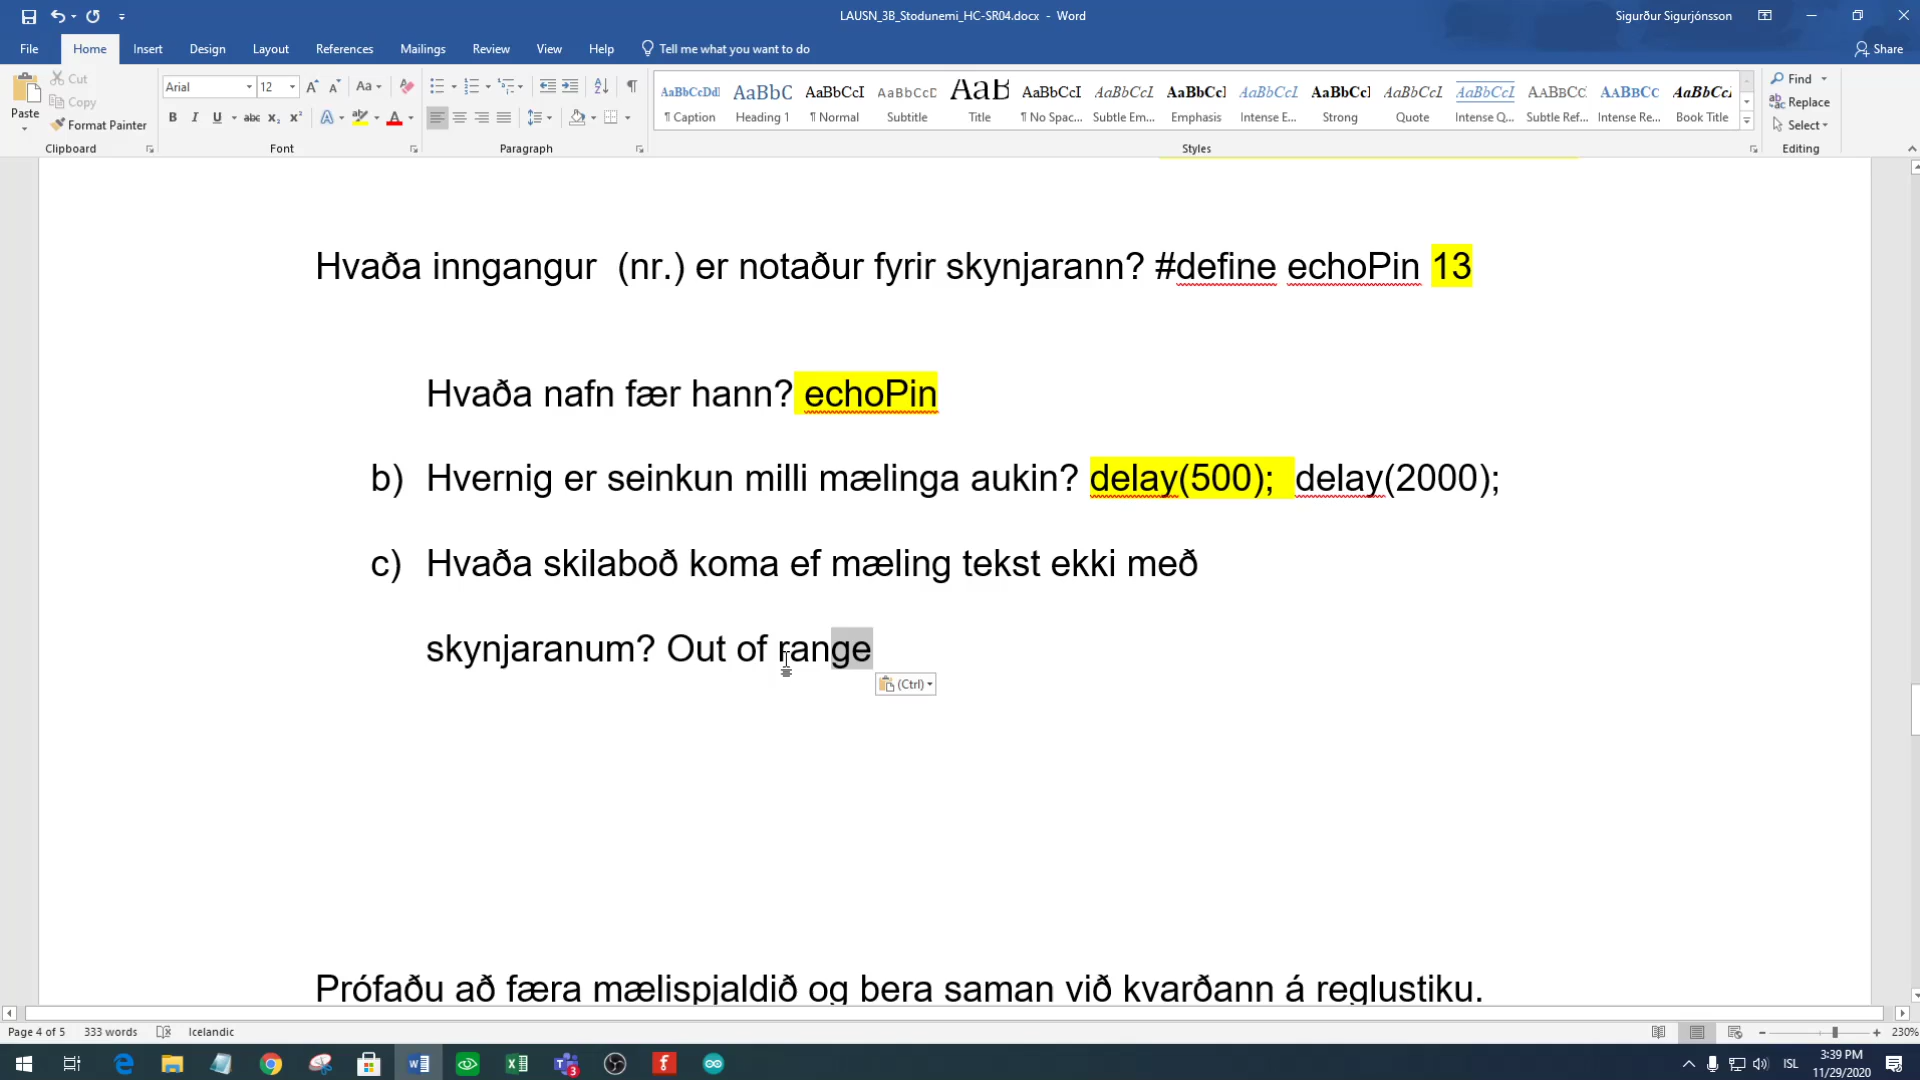 LAUSN_3B_Stodunemi_HC-SR04.docx - Word
Sigurður Sigurjónsson
File Home Insert Design Layout References Mailings Review View Help Tell me what you want to do Share
Paste
Cut
Copy
Format Painter
Clipboard
Arial 12
Font
Paragraph
AaBbCcDd ¶ Caption
AaBbC Heading 1
AaBbCcI ¶ Normal
AaBbCcD Subtitle
AaB Title
AaBbCcI ¶ No Spac...
AaBbCcL Subtle Em...
AaBbCcI Emphasis
AaBbCcL Intense E...
AaBbCcI Strong
AaBbCcL Quote
AaBbCcI Intense Q...
AaBbCc Subtle Ref...
AaBbCc Intense Re...
AaBbCcL Book Title
Styles
Find
Replace
Select
Editing
Hvaða inngangur (nr.) er notaður fyrir skynjarann? #define echoPin 13
Hvaða nafn fær hann? echoPin
b) Hvernig er seinkun milli mælinga aukin? delay(500); delay(2000);
c) Hvaða skilaboð koma ef mæling tekst ekki með
skynjaranum? Out of range
(Ctrl)
Prófaðu að færa mælispjaldið og bera saman við kvarðann á reglustiku.
Page 4 of 5 333 words Icelandic 230%
ISL
3:39 PM
11/29/2020